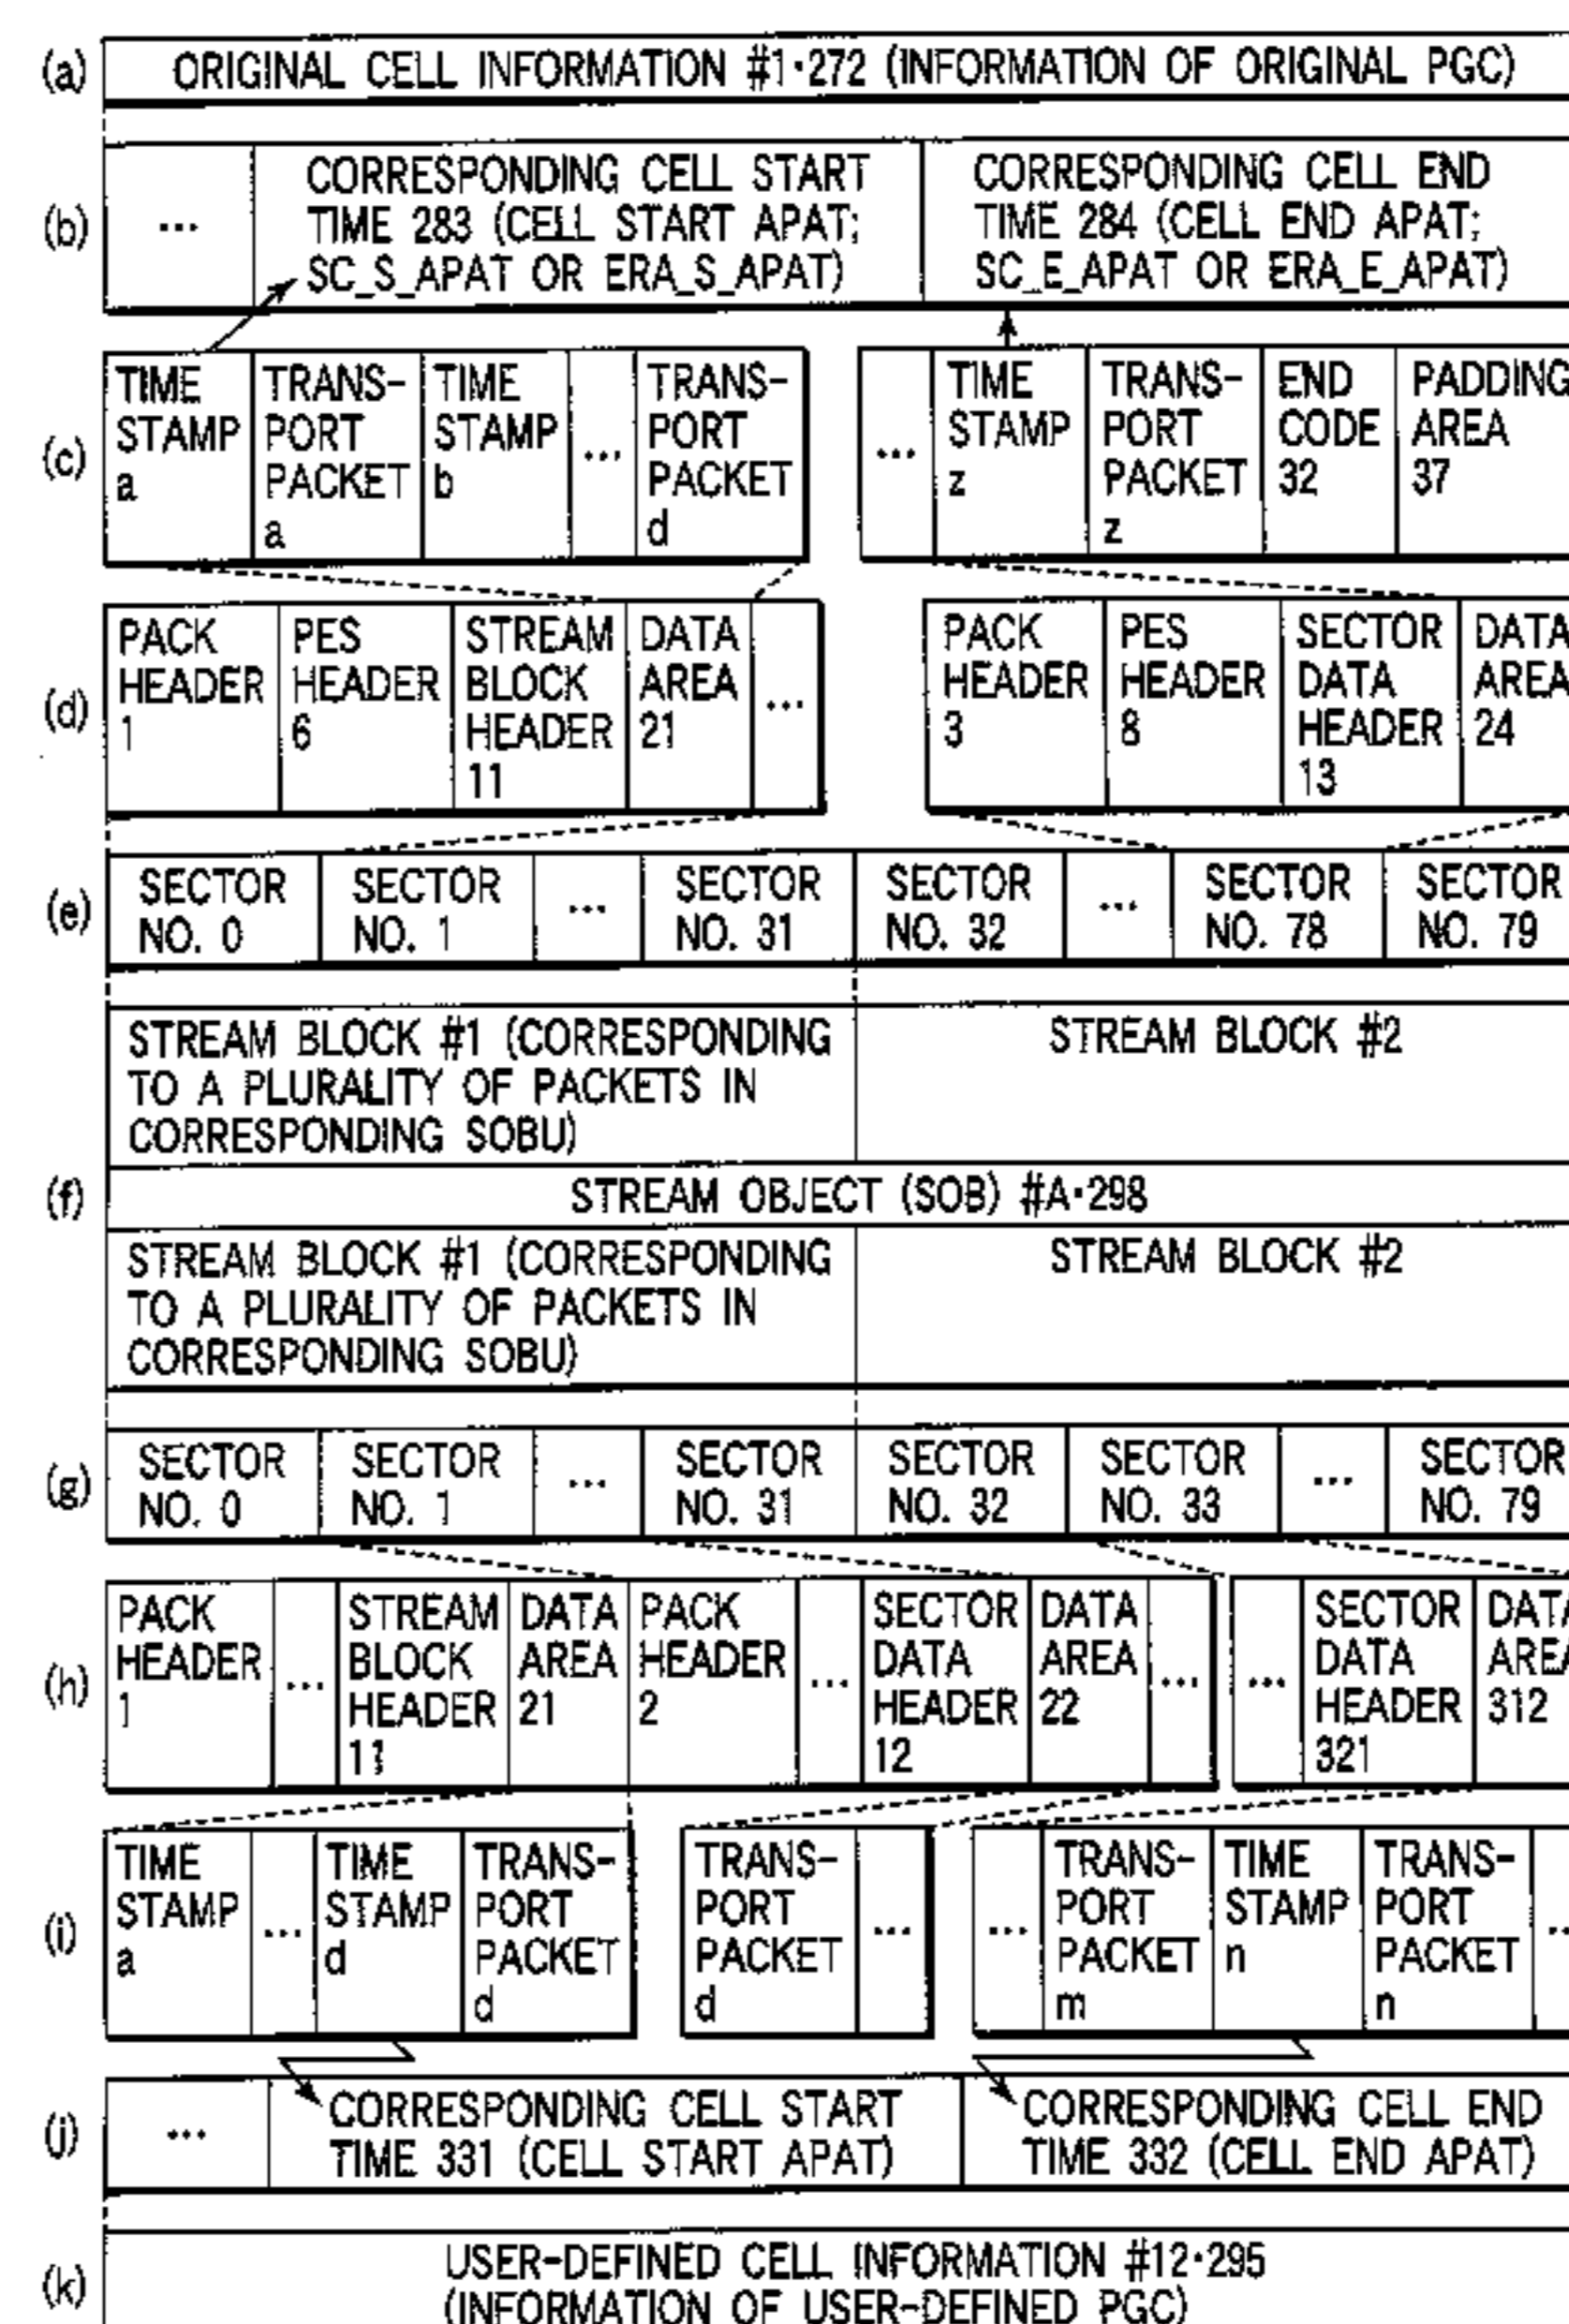 (a) ORIGINAL CELL INFORMATION #1·272 (INFORMATION OF ORIGINAL PGC)
(b)
...
CORRESPONDING CELL START
TIME 283 (CELL START APAT;
SC_S_APAT OR ERA_S_APAT)
CORRESPONDING CELL END
TIME 284 (CELL END APAT;
SC_E_APAT OR ERA_E_APAT)
(c)
TIME
STAMP
a
TRANS-
PORT
PACKET
a
TIME
STAMP
b
...
TRANS-
PORT
PACKET
d
...
TIME
STAMP
z
TRANS-
PORT
PACKET
z
END
CODE
32
PADDING
AREA
37
(d)
PACK
HEADER
1
PES
HEADER
6
STREAM
BLOCK
HEADER
11
DATA
AREA
21
...
PACK
HEADER
3
PES
HEADER
8
SECTOR
DATA
HEADER
13
DATA
AREA
24
(e)
SECTOR
NO. 0
SECTOR
NO. 1
...
SECTOR
NO. 31
SECTOR
NO. 32
...
SECTOR
NO. 78
SECTOR
NO. 79
STREAM BLOCK #1 (CORRESPONDING
TO A PLURALITY OF PACKETS IN
CORRESPONDING SOBU)
STREAM BLOCK #2
(f) STREAM OBJECT (SOB) #A·298
STREAM BLOCK #1 (CORRESPONDING
TO A PLURALITY OF PACKETS IN
CORRESPONDING SOBU)
STREAM BLOCK #2
(g)
SECTOR
NO. 0
SECTOR
NO. 1
...
SECTOR
NO. 31
SECTOR
NO. 32
SECTOR
NO. 33
...
SECTOR
NO. 79
(h)
PACK
HEADER
1
...
STREAM
BLOCK
HEADER
11
DATA
AREA
21
PACK
HEADER
2
...
SECTOR
DATA
HEADER
12
DATA
AREA
22
...
...
SECTOR
DATA
HEADER
321
DATA
AREA
312
(i)
TIME
STAMP
a
...
TIME
STAMP
d
TRANS-
PORT
PACKET
d
TRANS-
PORT
PACKET
d
...
...
TRANS-
PORT
PACKET
m
TIME
STAMP
n
TRANS-
PORT
PACKET
n
...
(j)
...
CORRESPONDING CELL START
TIME 331 (CELL START APAT)
CORRESPONDING CELL END
TIME 332 (CELL END APAT)
(k)
USER-DEFINED CELL INFORMATION #12·295
(INFORMATION OF USER-DEFINED PGC)